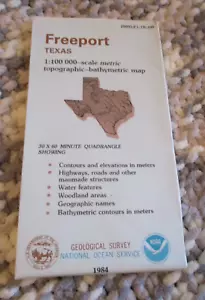 Freeport
TEXAS
1:100 000-scale metric
topographic-bathymetric map
30 X 60 MINUTE QUADRANGLE
SHOWING
• Contours and elevations in meters
• Highways, roads and other
manmade structures
• Water features
• Woodland areas
• Geographic names
• Bathymetric contours in meters
GEOLOGICAL SURVEY
NATIONAL OCEAN SERVICE
1984